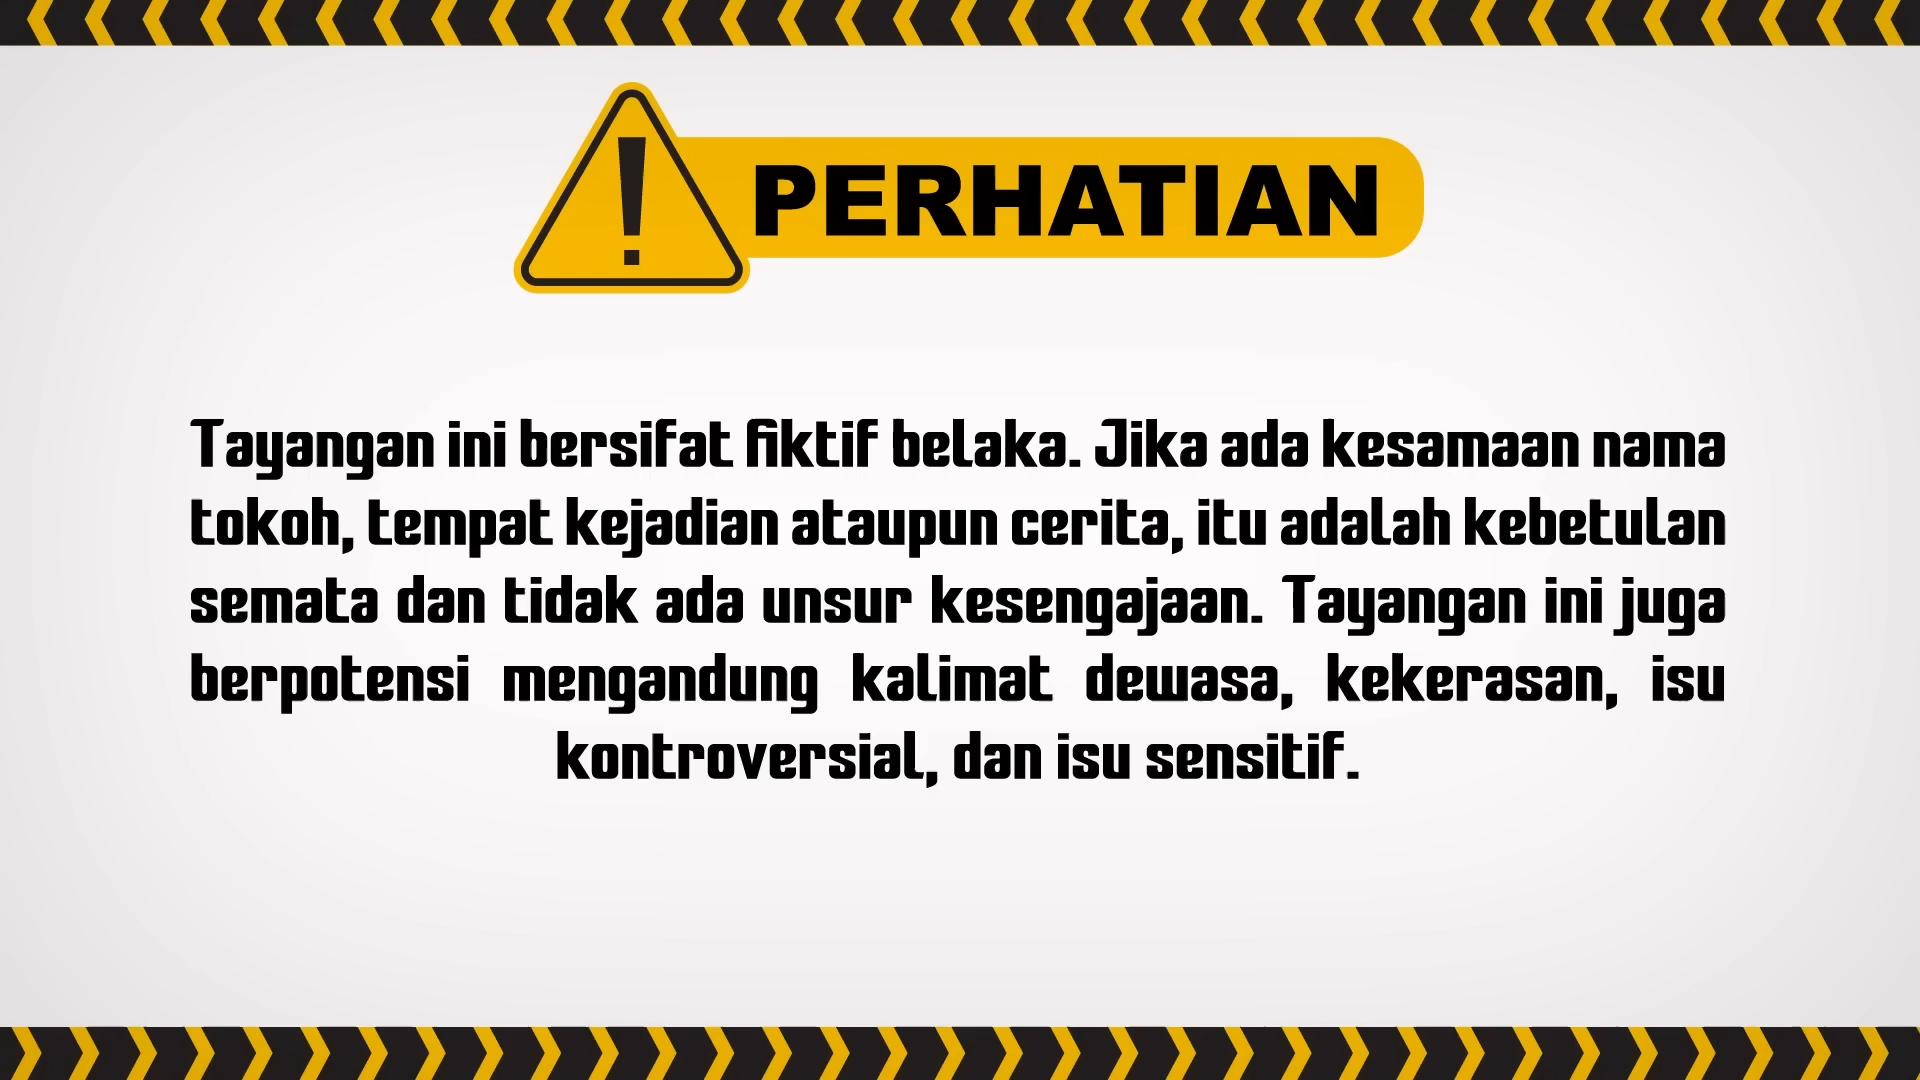 PERHATIAN
Tayangan ini bersifat fiktif belaka. Jika ada kesamaan nama
tokoh, tempat kejadian ataupun cerita, itu adalah kebetulan
semata dan tidak ada unsur kesengajaan. Tayangan ini juga
berpotensi mengandung kalimat dewasa, kekerasan, isu
kontroversial, dan isu sensitif.